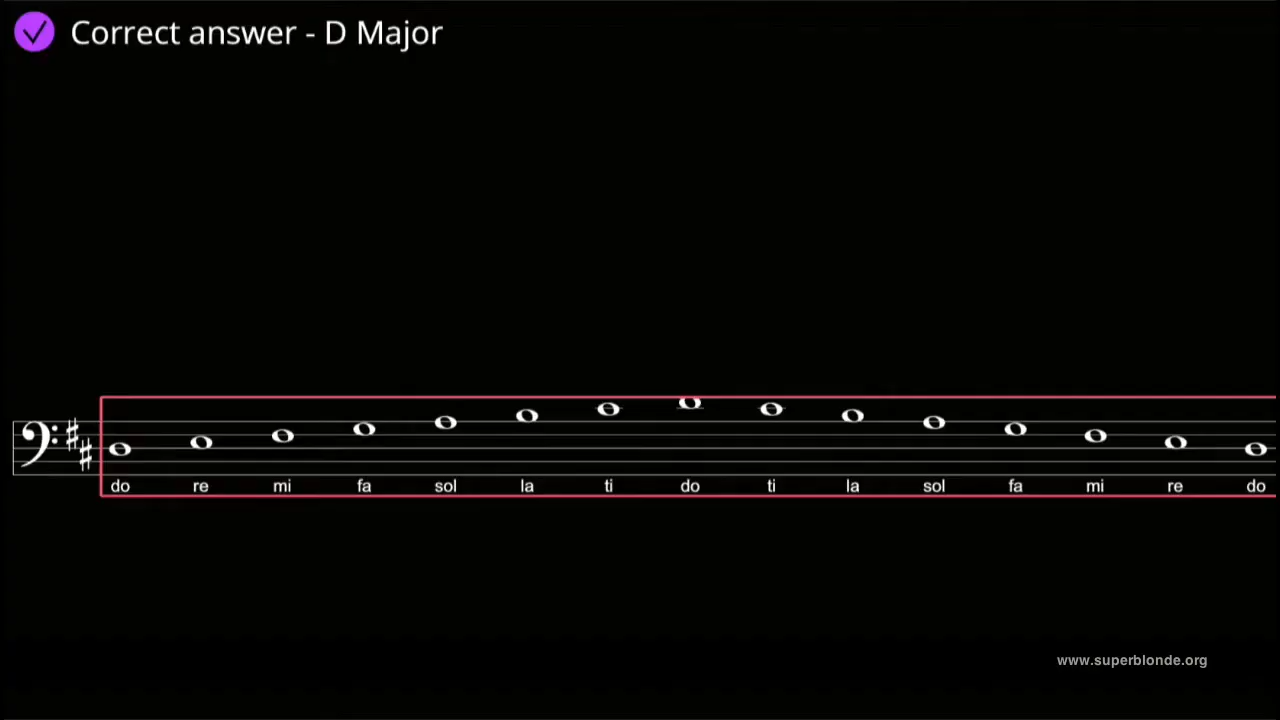 Correct answer - D Major
do re mi fa sol la ti do ti la sol fa mi re do
www.superblonde.org